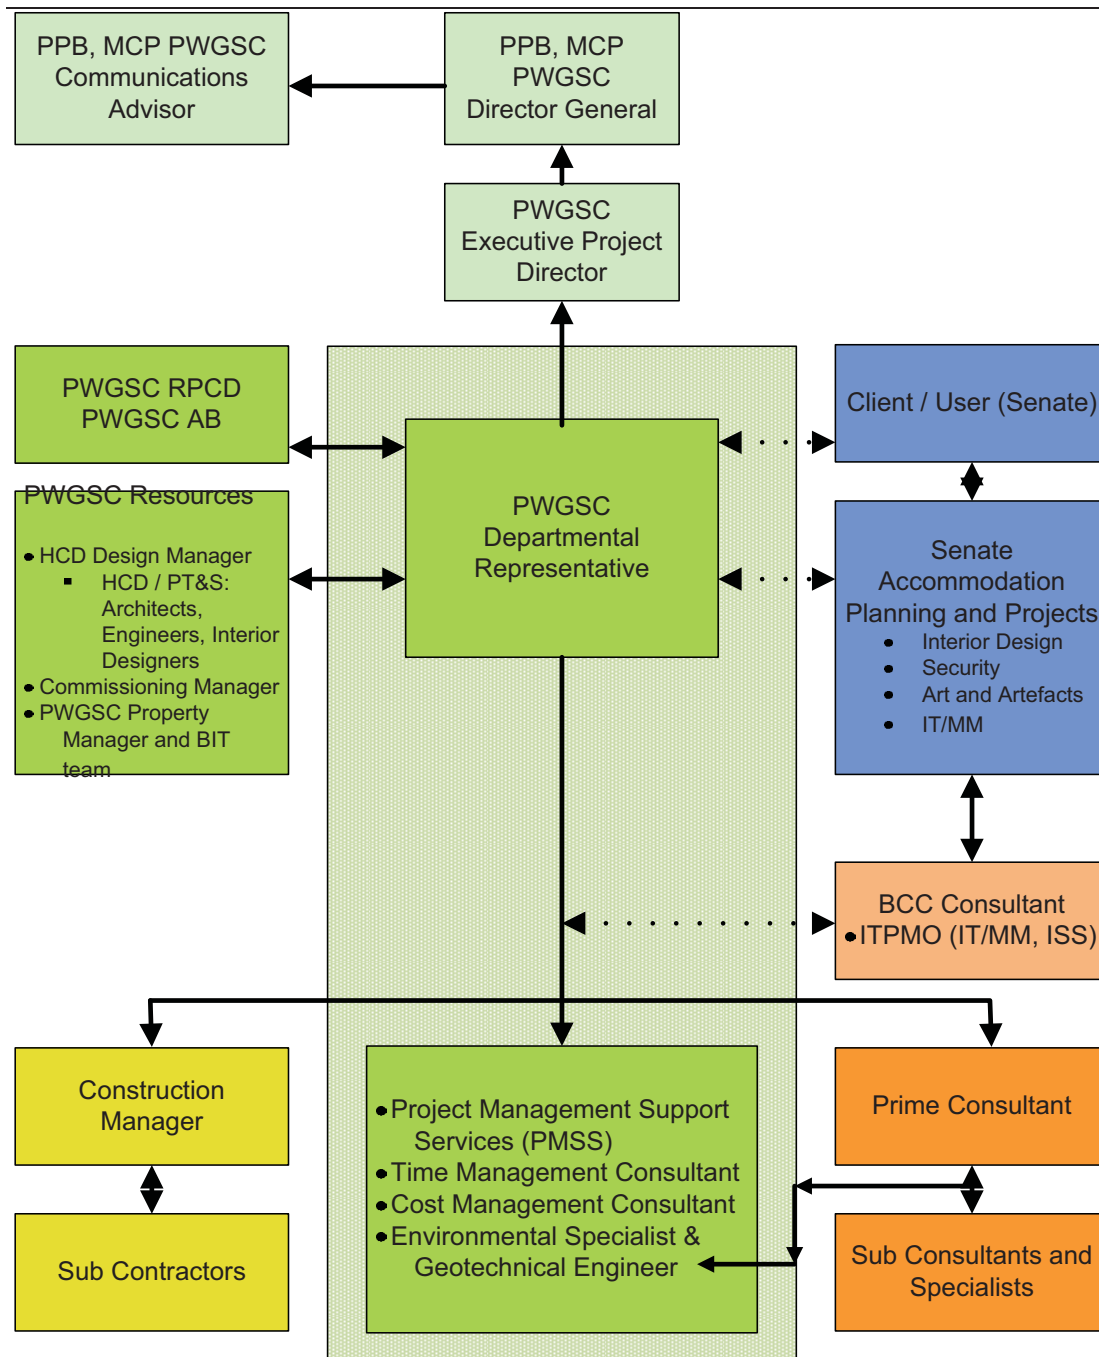 PPB, MCP PWGSC
Communications
Advisor
PPB, MCP
PWGSC
Director General
PWGSC
Executive Project
Director
PWGSC RPCD
PWGSC AB
Client / User (Senate)
PWGSC Resources
• HCD Design Manager
▪ HCD / PT&S:
Architects,
Engineers, Interior
Designers
• Commissioning Manager
• PWGSC Property
Manager and BIT
team
PWGSC
Departmental
Representative
Senate
Accommodation
Planning and Projects
• Interior Design
• Security
• Art and Artefacts
• IT/MM
BCC Consultant
• ITPMO (IT/MM, ISS)
Construction
Manager
• Project Management Support
Services (PMSS)
• Time Management Consultant
• Cost Management Consultant
• Environmental Specialist &
Geotechnical Engineer
Prime Consultant
Sub Contractors
Sub Consultants and
Specialists